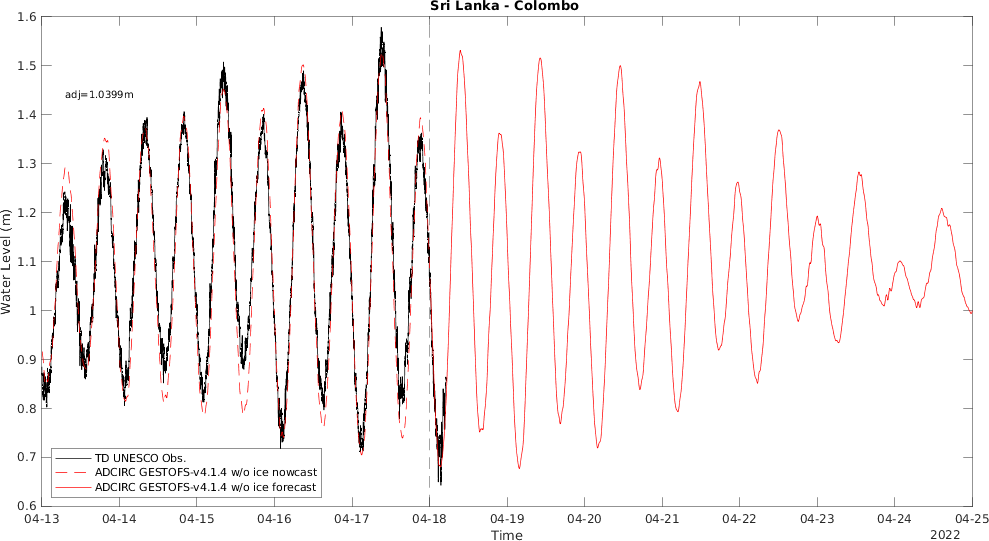 Sri Lanka - Colombo
1.6
1.5
1.4
1.3
1.2
1.1
1
0.9
0.8
0.7
0.6
Water Level (m)
adj=1.0399m
TD UNESCO Obs.
ADCIRC GESTOFS-v4.1.4 w/o ice nowcast
ADCIRC GESTOFS-v4.1.4 w/o ice forecast
04-13 04-14 04-15 04-16 04-17 04-18 04-19 04-20 04-21 04-22 04-23 04-24 04-25
Time
2022